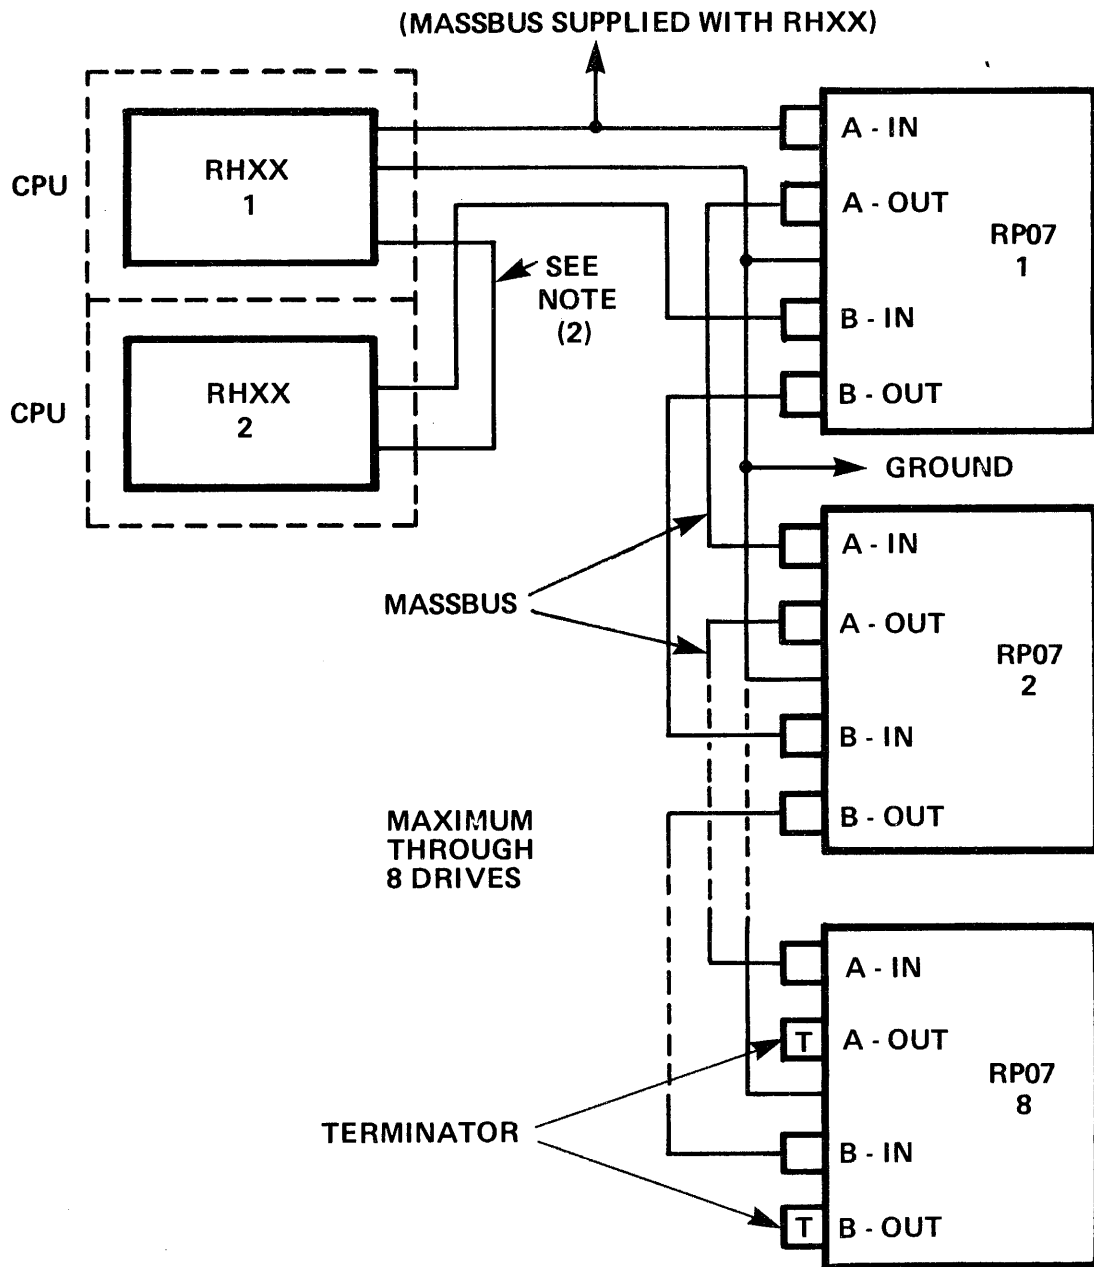 (MASSBUS SUPPLIED WITH RHXX)
CPU
RHXX
1
CPU
RHXX
2
SEE
NOTE
(2)
A - IN
A - OUT
RP07
1
B - IN
B - OUT
GROUND
MASSBUS
A - IN
A - OUT
RP07
2
B - IN
B - OUT
MAXIMUM
THROUGH
8 DRIVES
A - IN
T
A - OUT
RP07
8
TERMINATOR
B - IN
T
B - OUT